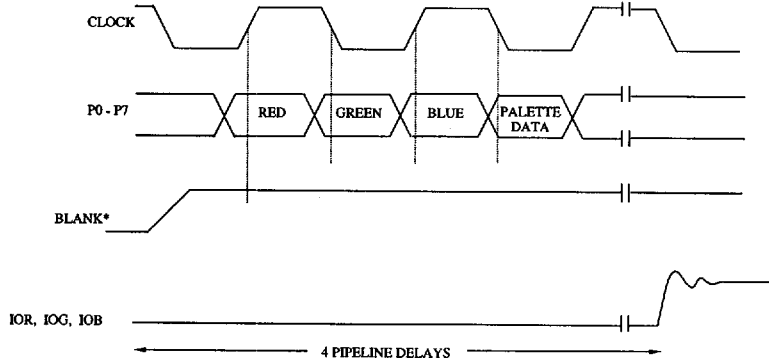 CLOCK
P0 - P7
RED
GREEN
BLUE
PALETTE
DATA
BLANK*
IOR, IOG, IOB
4 PIPELINE DELAYS